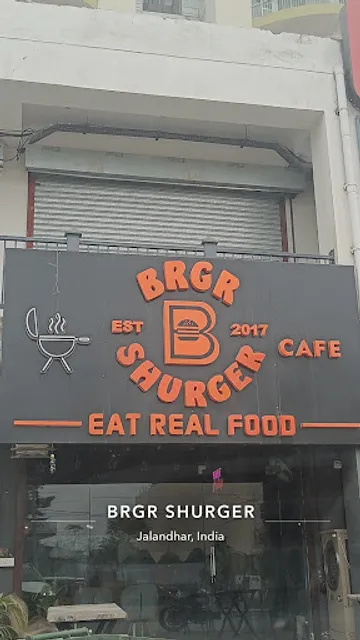 BRGR
EST B 2017
SHURGER
CAFE
EAT REAL FOOD
BRGR SHURGER
Jalandhar, India